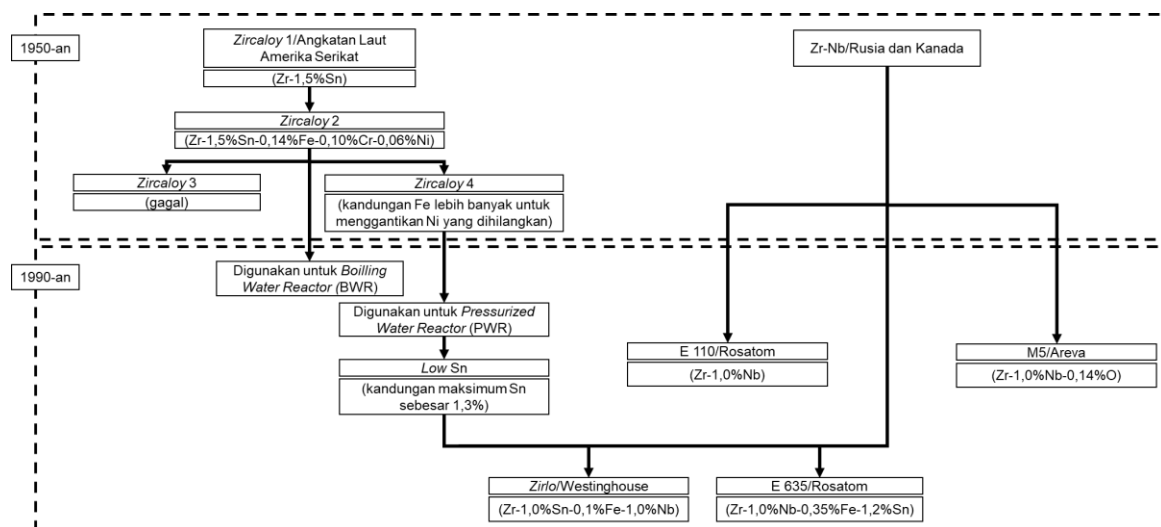 1950-an
Zircaloy 1/Angkatan Laut
Amerika Serikat
(Zr-1,5%Sn)
Zr-Nb/Rusia dan Kanada
Zircaloy 2
(Zr-1,5%Sn-0,14%Fe-0,10%Cr-0,06%Ni)
Zircaloy 3
(gagal)
Zircaloy 4
(kandungan Fe lebih banyak untuk
menggantikan Ni yang dihilangkan)
1990-an
Digunakan untuk Boilling
Water Reactor (BWR)
Digunakan untuk Pressurized
Water Reactor (PWR)
Low Sn
(kandungan maksimum Sn
sebesar 1,3%)
E 110/Rosatom
(Zr-1,0%Nb)
M5/Areva
(Zr-1,0%Nb-0,14%O)
Zirlo/Westinghouse
(Zr-1,0%Sn-0,1%Fe-1,0%Nb)
E 635/Rosatom
(Zr-1,0%Nb-0,35%Fe-1,2%Sn)